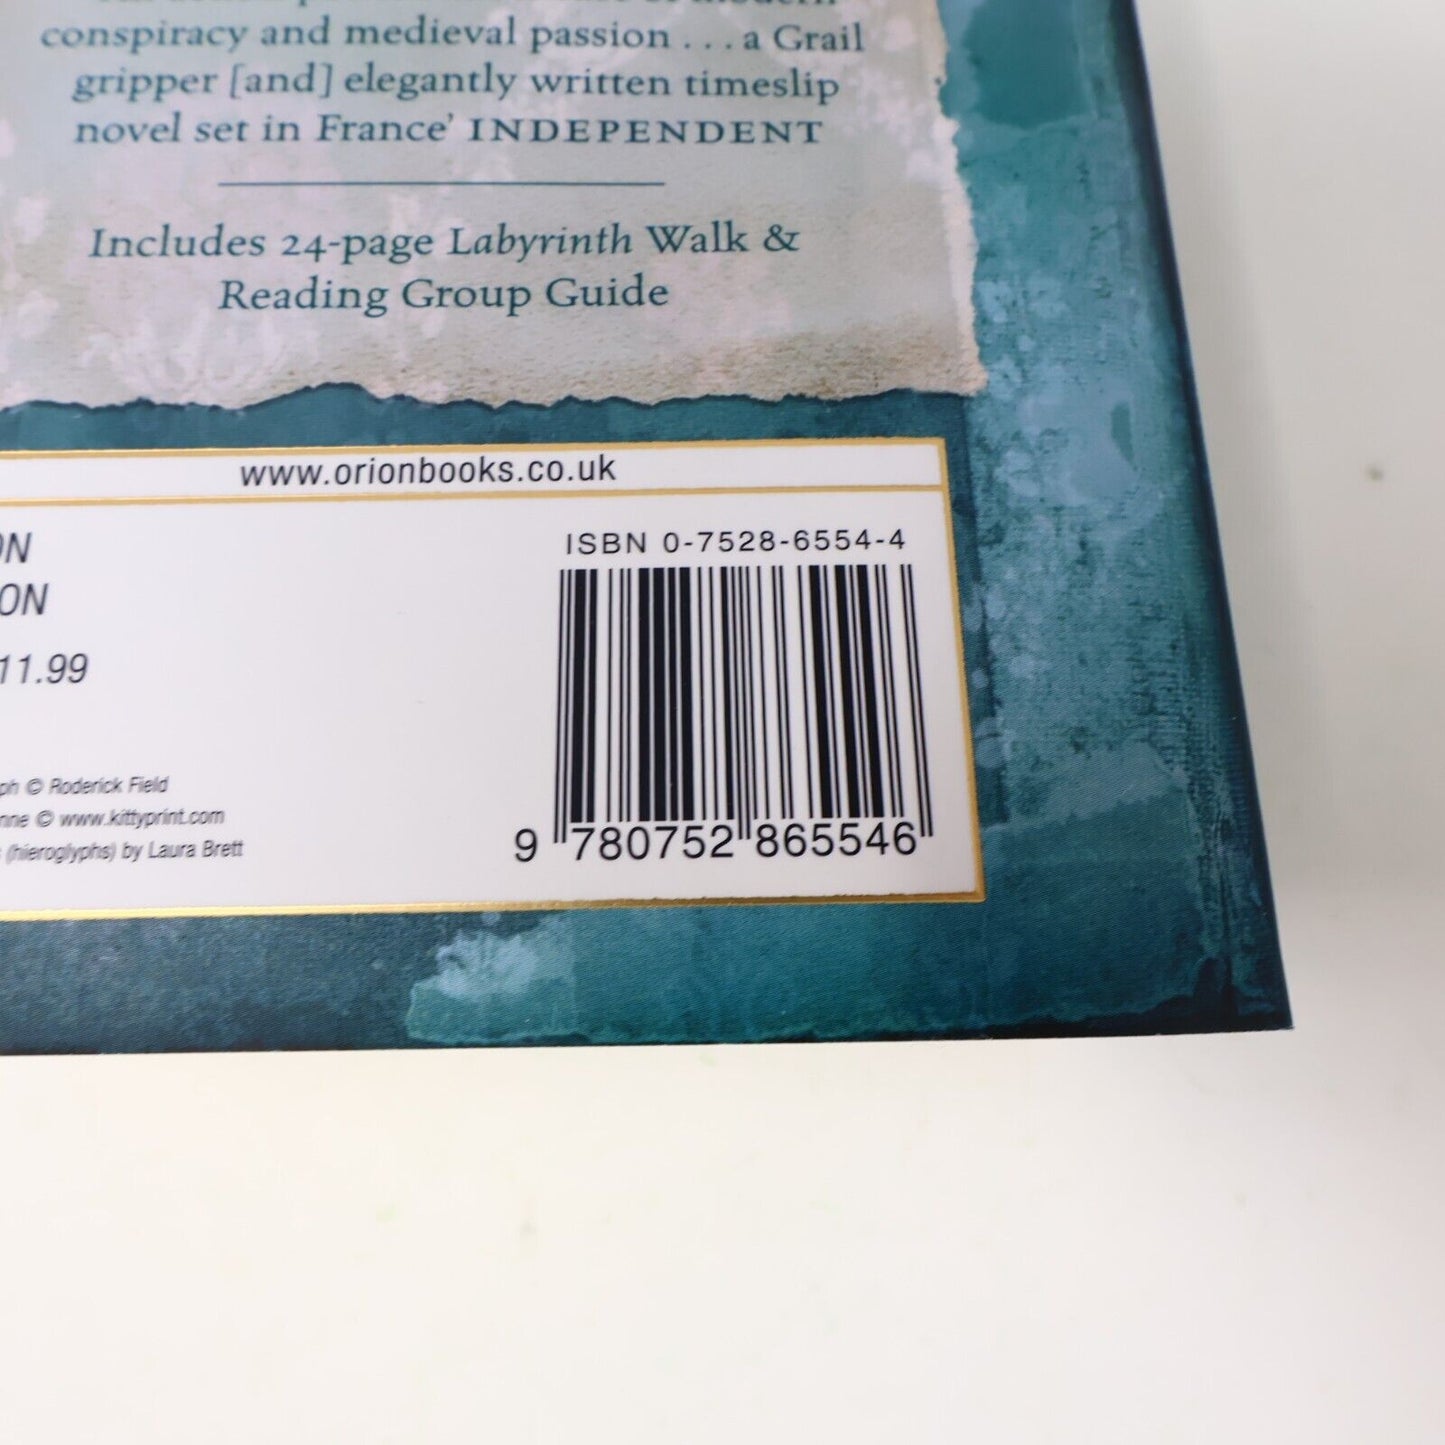 conspiracy and medieval passion . . . a Grail
gripper [and] elegantly written timeslip
novel set in France' INDEPENDENT
Includes 24-page Labyrinth Walk &
Reading Group Guide
www.orionbooks.co.uk
ON
ON
11.99
ISBN 0-7528-6554-4
9 780752 865546
ph © Roderick Field
nne © www.kittyprint.com
(hieroglyphs) by Laura Brett